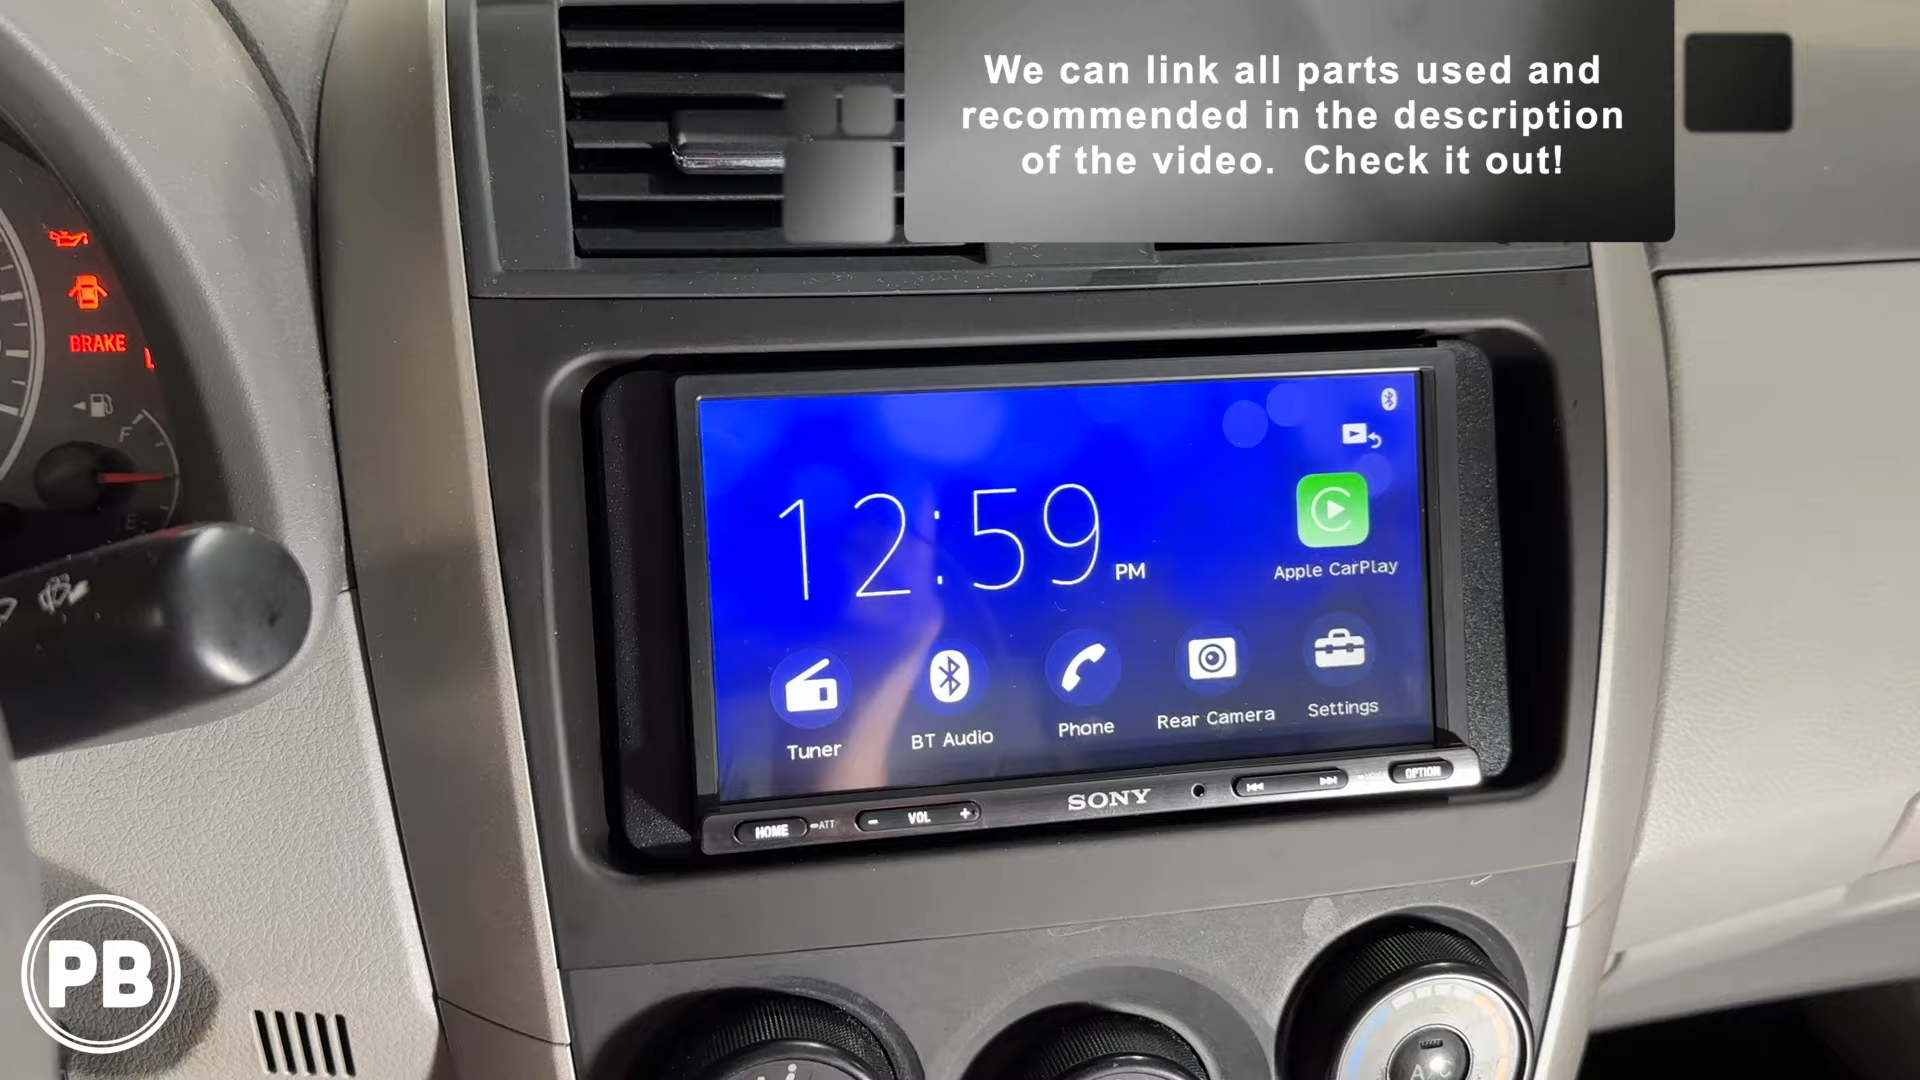 We can link all parts used and
recommended in the description
of the video.  Check it out!
BRAKE
F
E
12:59 PM
Apple CarPlay
Tuner
BT Audio
Phone
Rear Camera
Settings
HOME
ATT
- VOL +
SONY
OPTION
PB
A/C